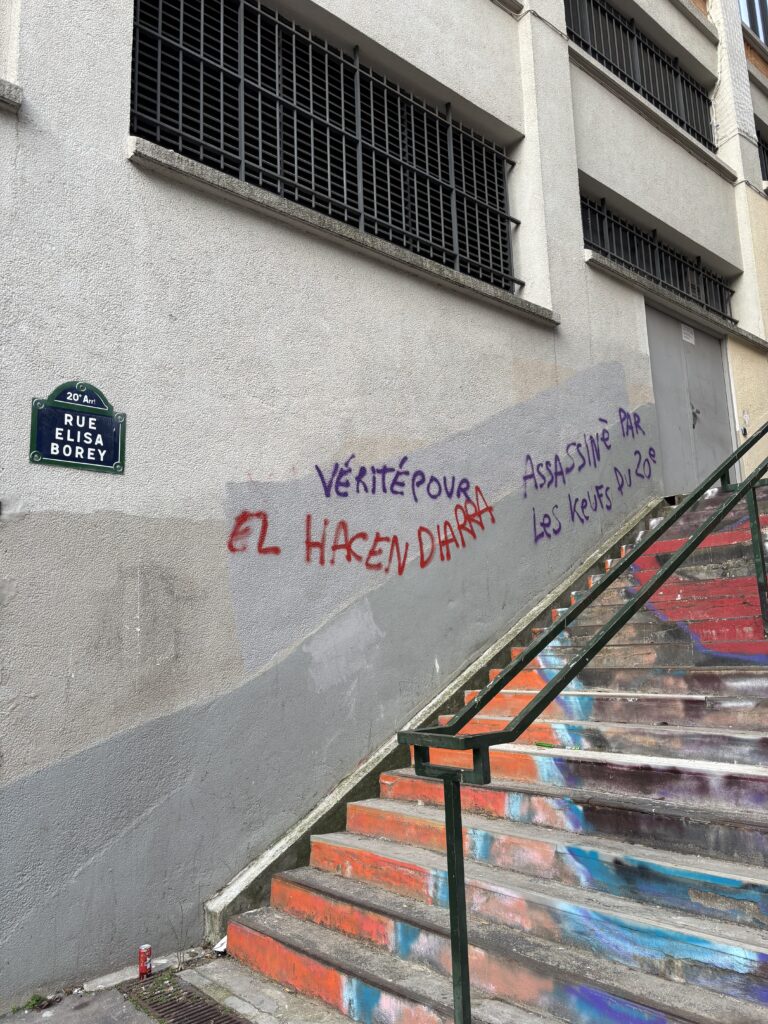 20e Arrt
RUE
ELISA
BOREY
VÉRITÉ POUR
EL HACEN DIARRA
ASSASSINÉ PAR
LES KEUFS DU 20e